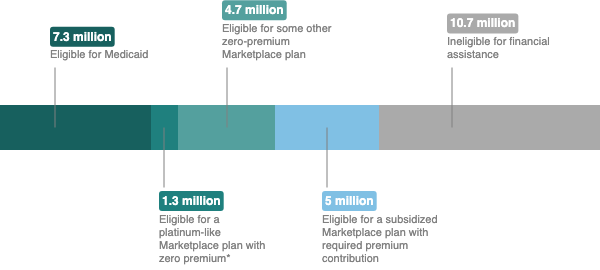 7.3 million
Eligible for Medicaid
4.7 million
Eligible for some other
zero-premium
Marketplace plan
10.7 million
Ineligible for financial
assistance
1.3 million
Eligible for a
platinum-like
Marketplace plan with
zero premium*
5 million
Eligible for a subsidized
Marketplace plan with
required premium
contribution